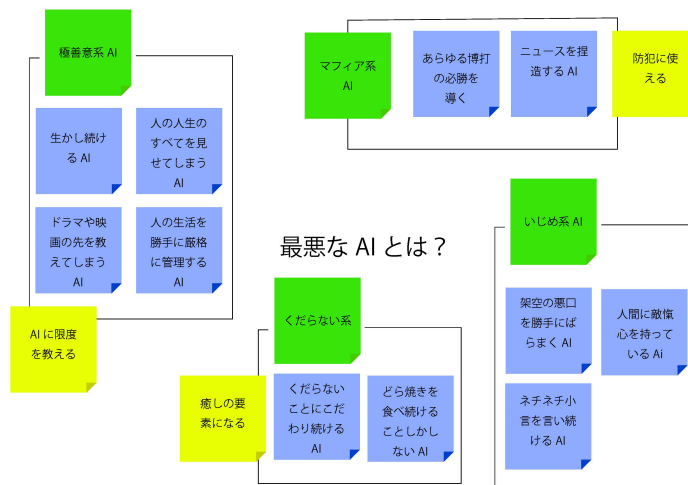 極善意系 AI
生かし続け
る AI
人の人生の
すべてを見
せてしまう
AI
ドラマや映
画の先を教
えてしまう
AI
人の生活を
勝手に厳格
に管理する
AI
AI に限度
を教える
マフィア系
AI
あらゆる博打
の必勝を
導く
ニュースを捏
造する AI
防犯に使
える
最悪な AI とは？
くだらない系
癒しの要
素になる
くだらない
ことにこだ
わり続ける
AI
どら焼きを
食べ続ける
ことしかし
ない AI
いじめ系 AI
架空の悪口
を勝手にば
らまく AI
人間に敵愾
心を持って
いる Ai
ネチネチ小
言を言い続
ける AI